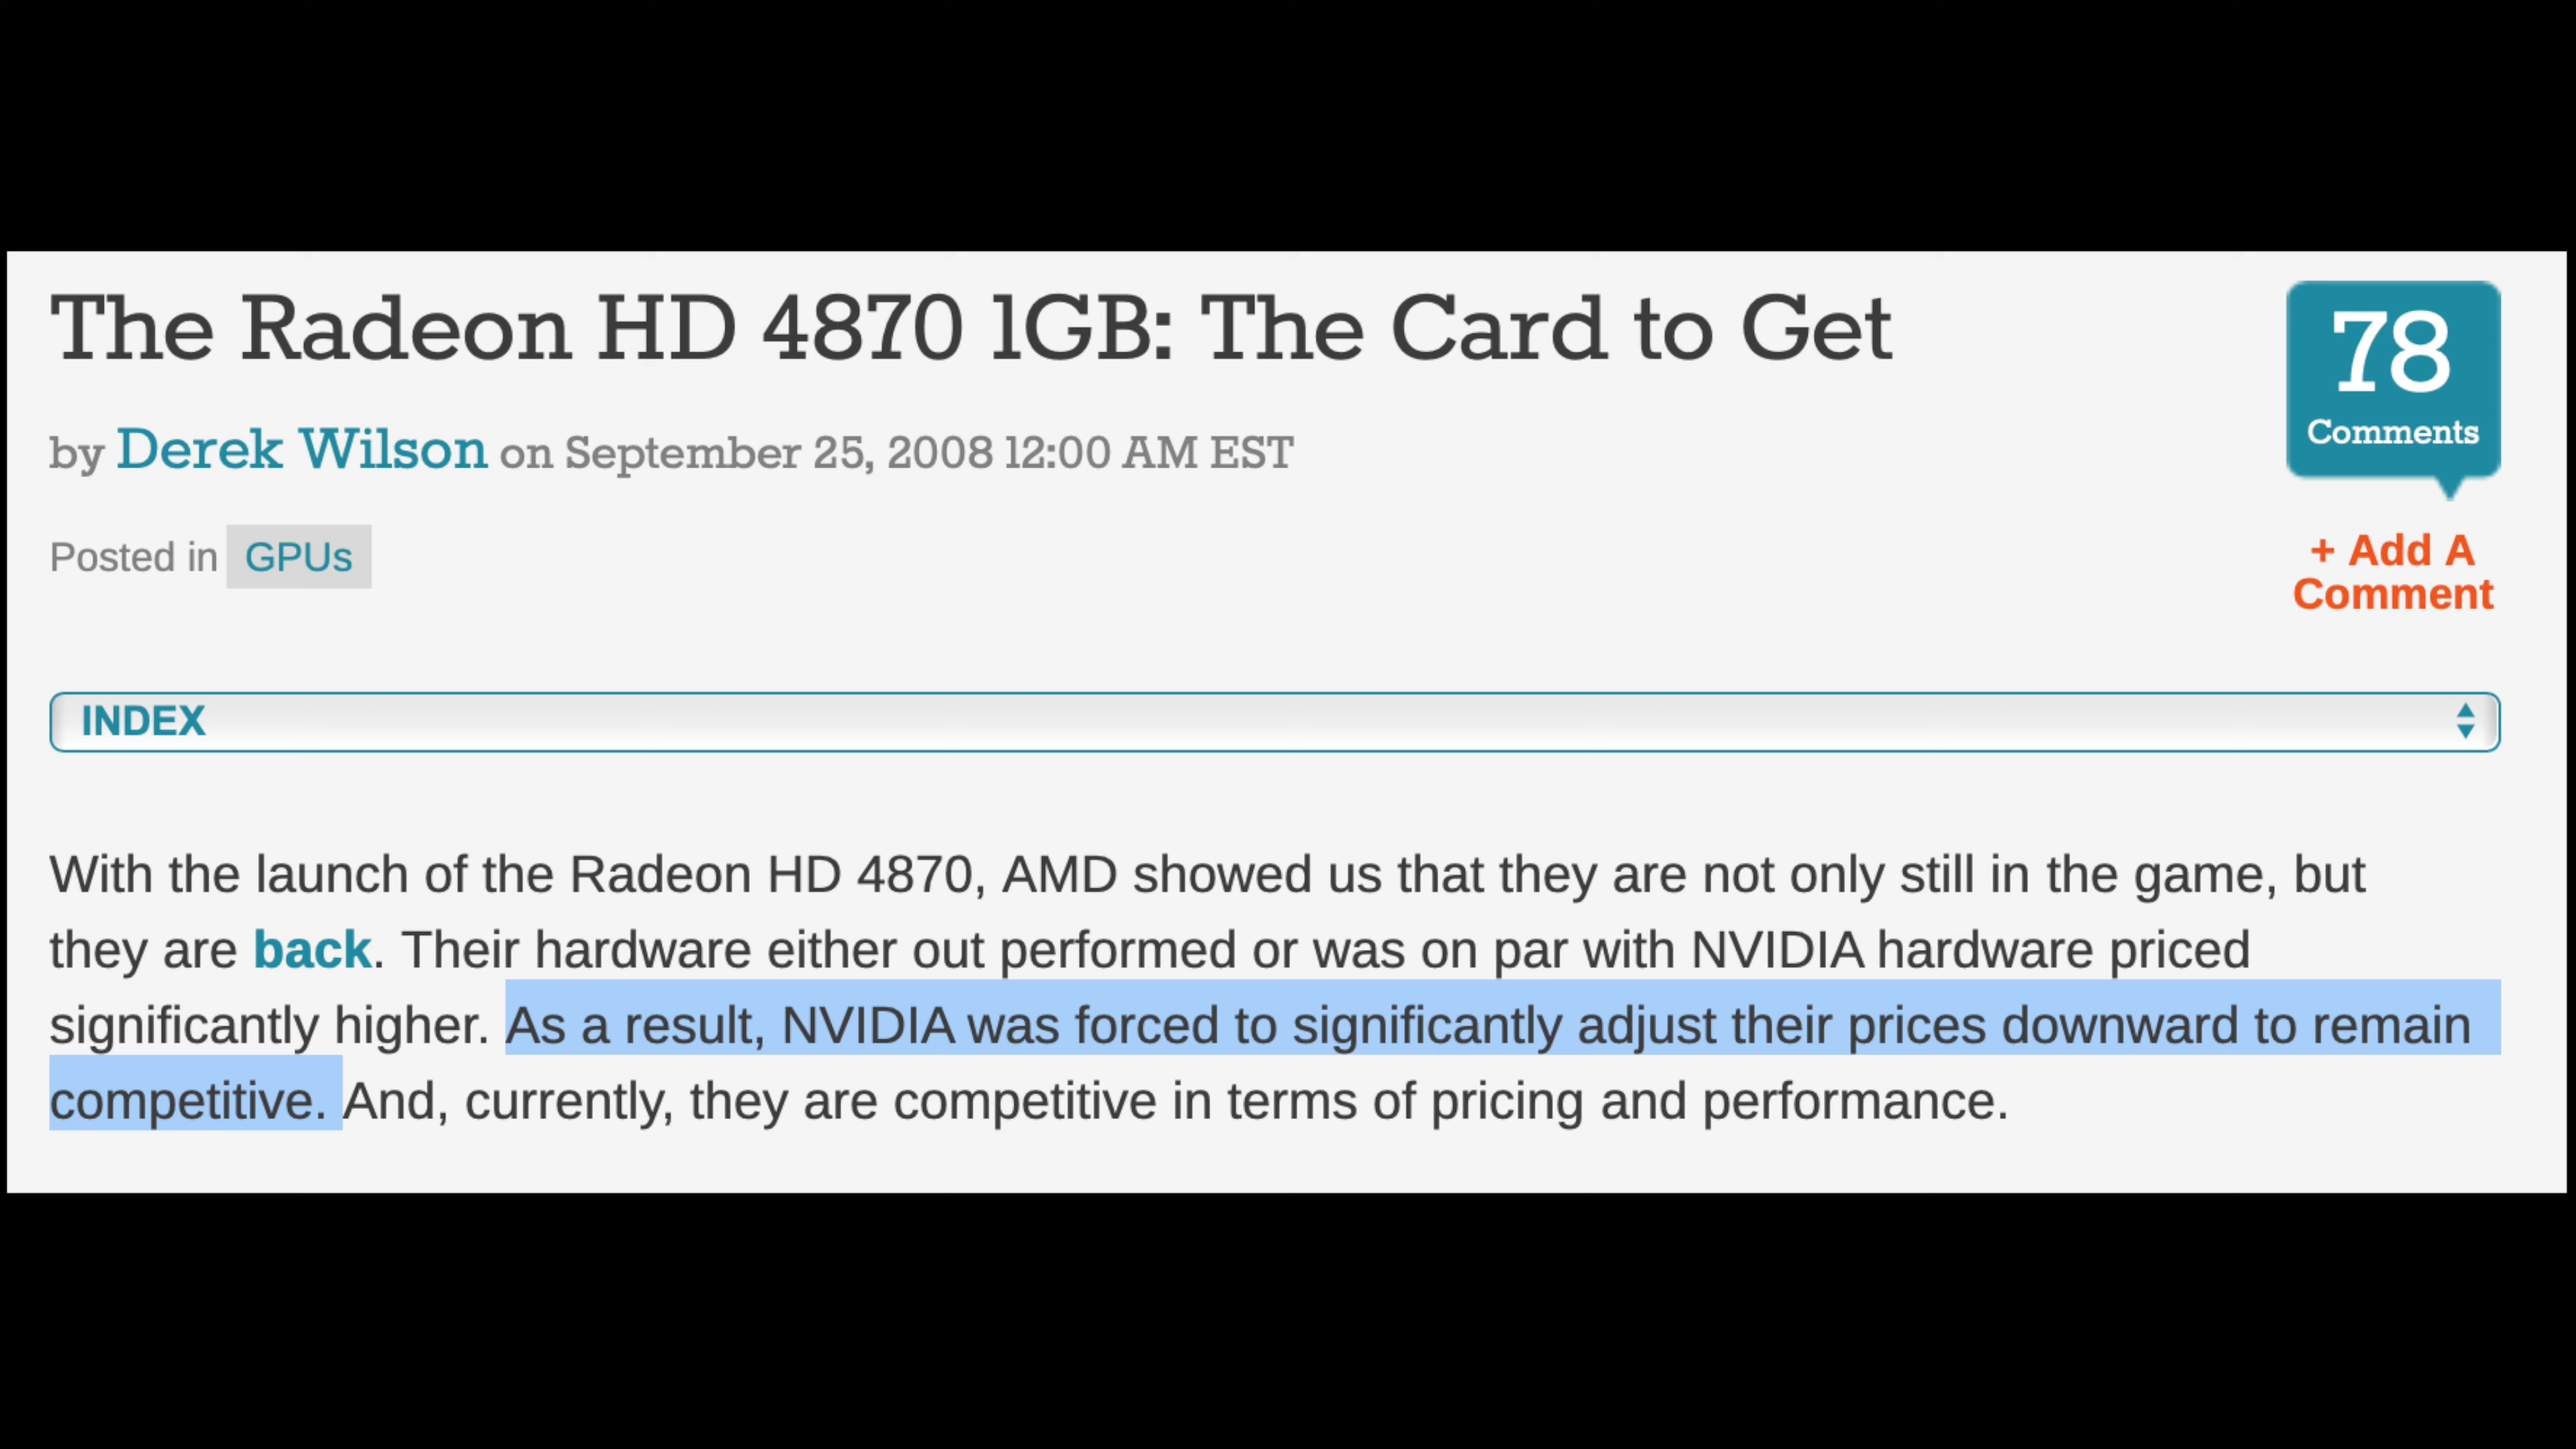 The Radeon HD 4870 1GB: The Card to Get
78
Comments
by Derek Wilson on September 25, 2008 12:00 AM EST
Posted in GPUs
+ Add A
Comment
INDEX
With the launch of the Radeon HD 4870, AMD showed us that they are not only still in the game, but
they are back. Their hardware either out performed or was on par with NVIDIA hardware priced
significantly higher. As a result, NVIDIA was forced to significantly adjust their prices downward to remain
competitive. And, currently, they are competitive in terms of pricing and performance.